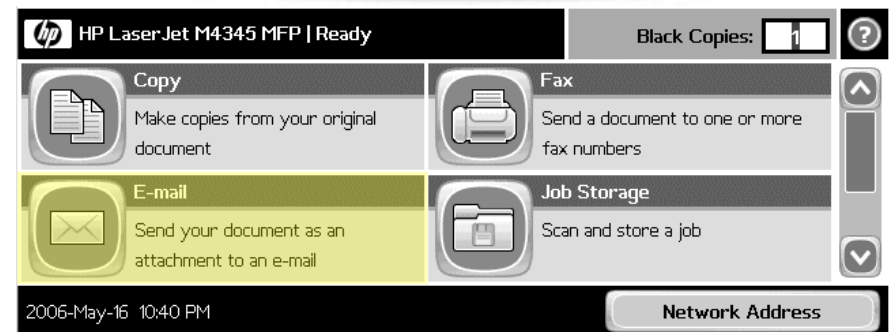 hp HP LaserJet M4345 MFP | Ready
Black Copies: 1 ?
Copy
Make copies from your original
document
Fax
Send a document to one or more
fax numbers
E-mail
Send your document as an
attachment to an e-mail
Job Storage
Scan and store a job
2006-May-16 10:40 PM
Network Address